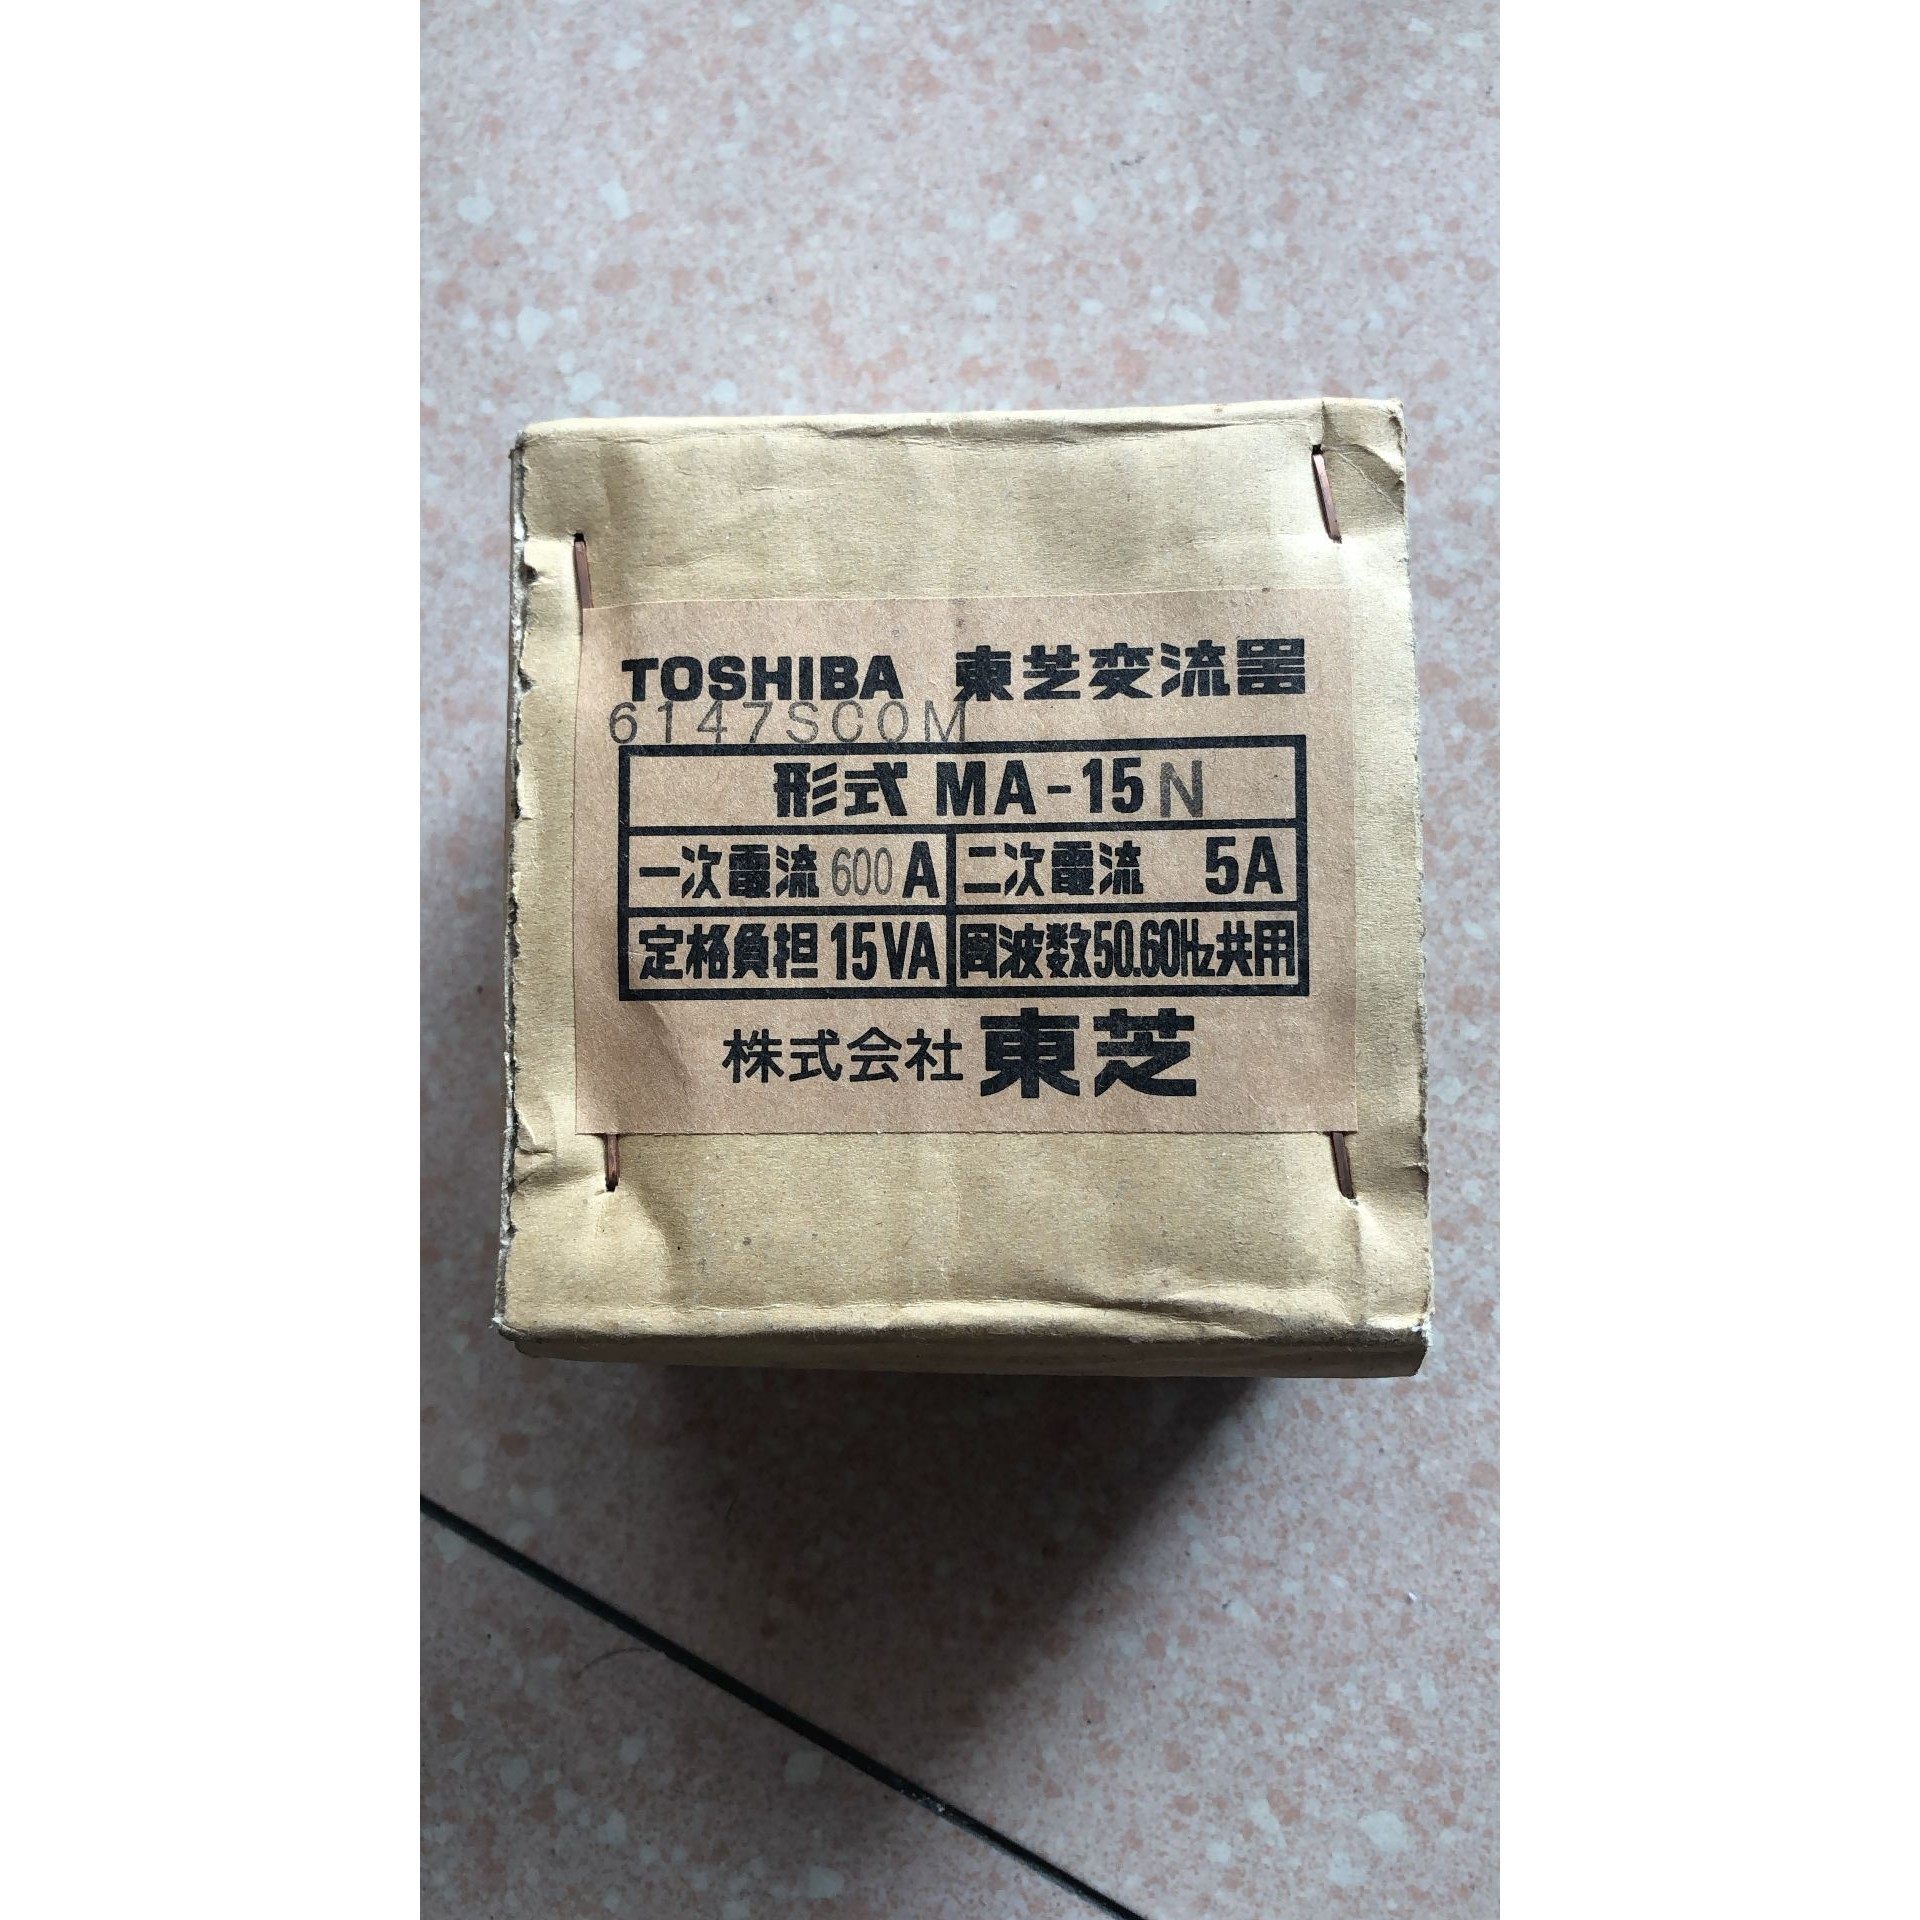 TOSHIBA 東芝変流器
6147SCOM
形式 MA-15N
一次電流 600A 二次電流 5A
定格負担 15VA 周波数50.60Hz共用
株式会社 東芝